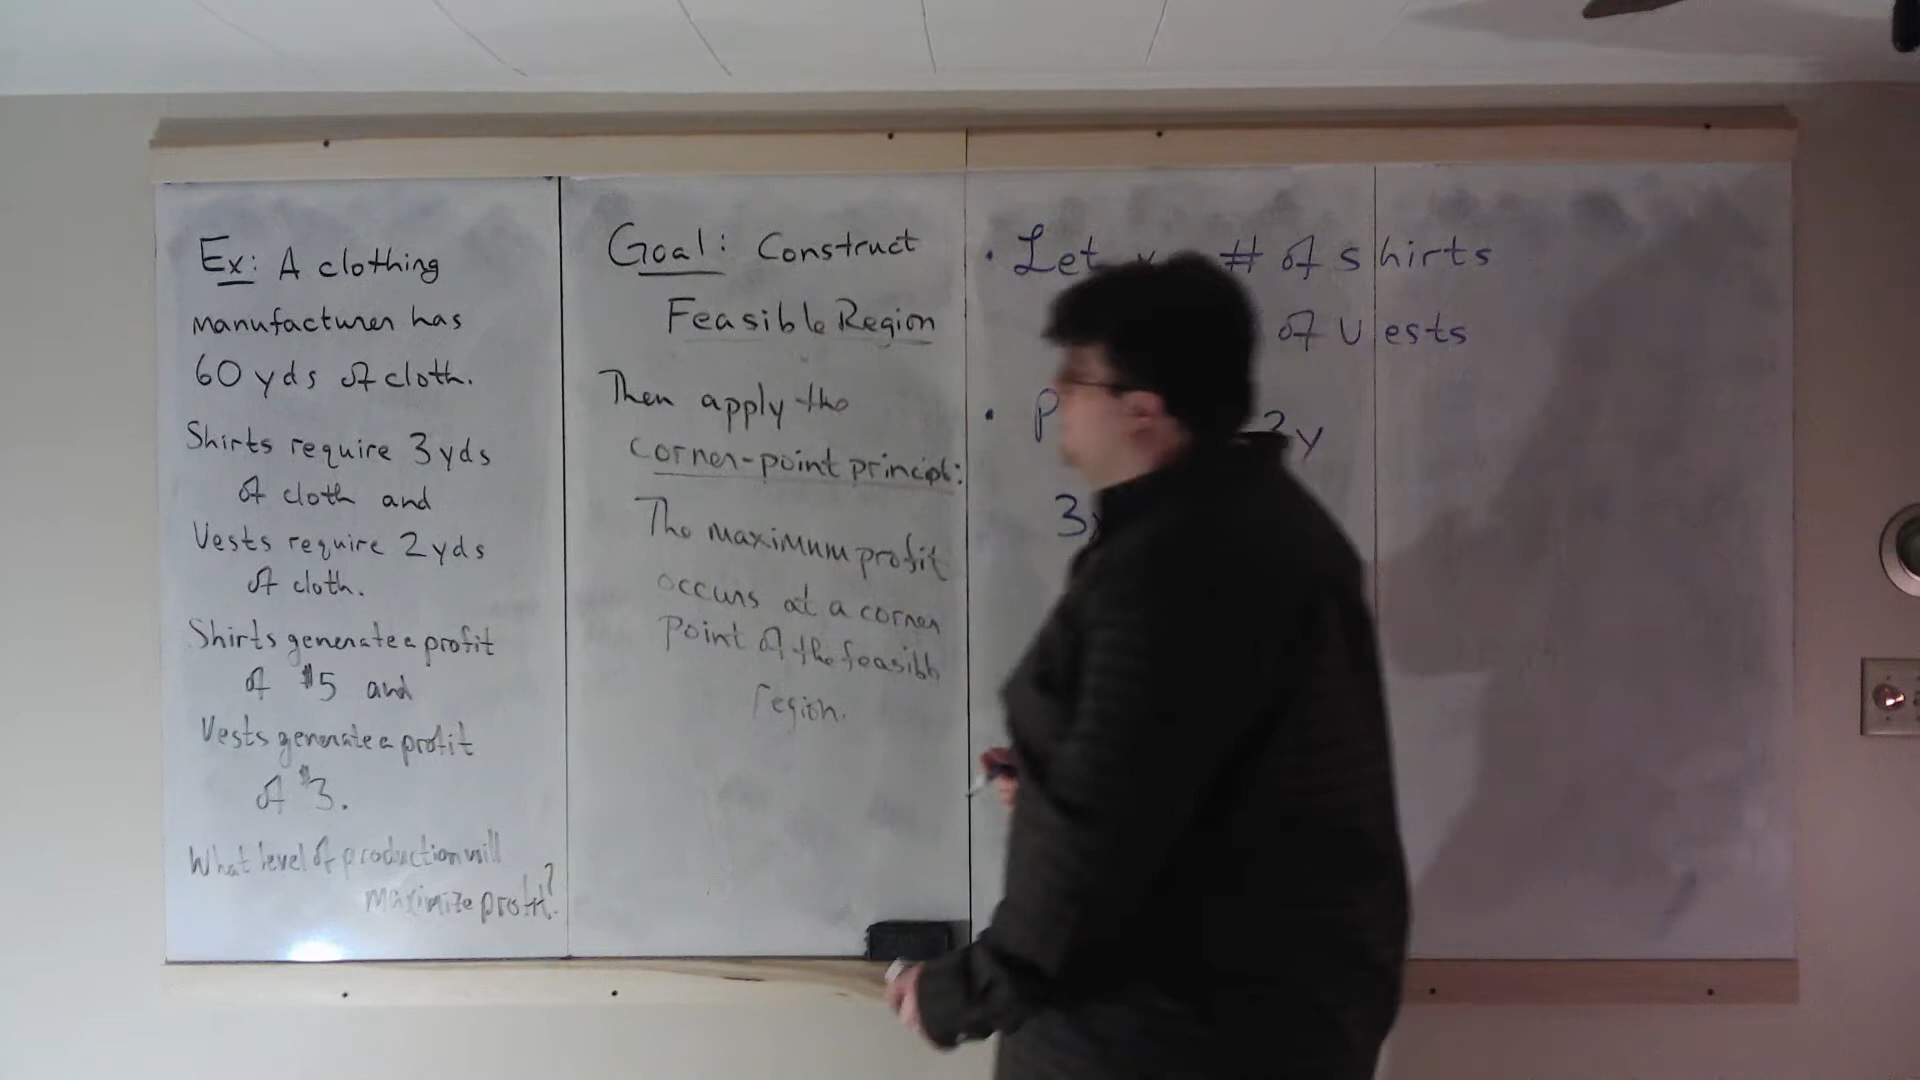 Ex: A clothing
manufacturer has
60 yds of cloth.
Shirts require 3 yds
of cloth and
Vests require 2 yds
of cloth.
Shirts generate a profit
of $5 and
Vests generate a profit
of $3.
What level of production will
maximize profit?
Goal: Construct
Feasible Region
Then apply the
corner-point principle:
The maximum profit
occurs at a corner
point of the feasible
region.
• Let # of shirts
of vests
• P 3y
3x